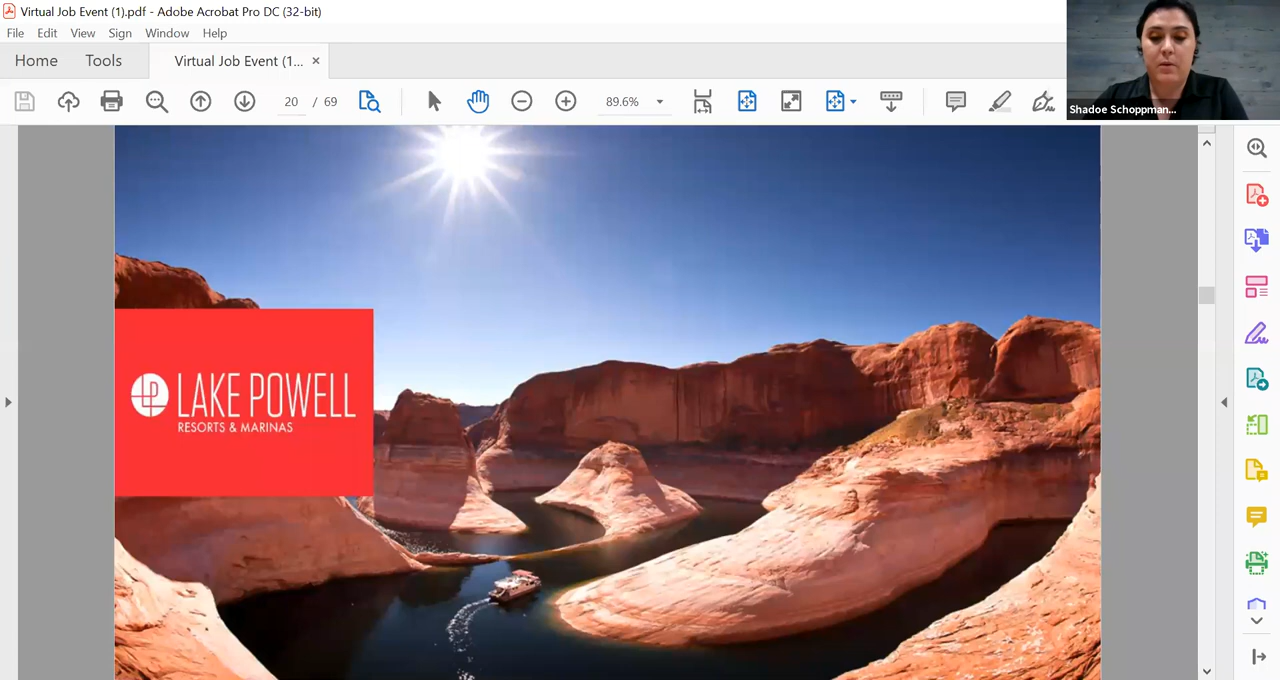 Virtual Job Event (1).pdf - Adobe Acrobat Pro DC (32-bit)
File Edit View Sign Window Help
Home Tools Virtual Job Event (1... ×
20 / 69 89.6%
Shadoe Schoppman...
LP LAKE POWELL
RESORTS & MARINAS